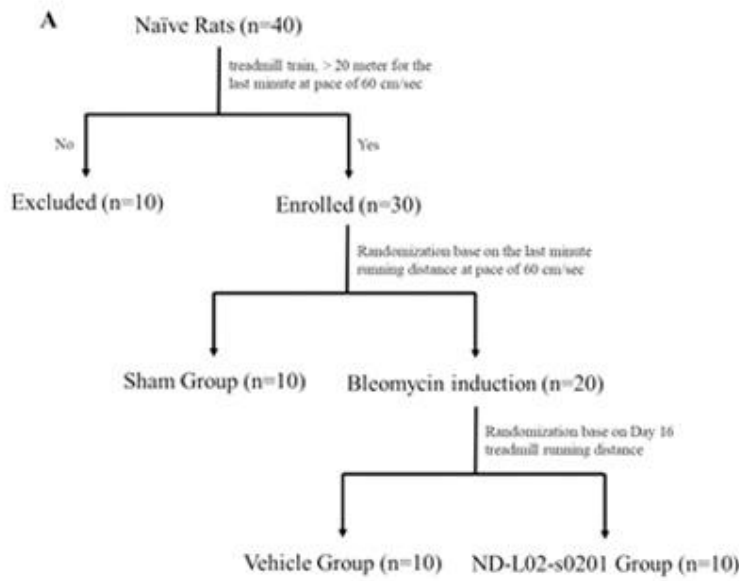 A
Naïve Rats (n=40)
treadmill train, > 20 meter for the
last minute at pace of 60 cm/sec
No
Yes
Excluded (n=10)
Enrolled (n=30)
Randomization base on the last minute
running distance at pace of 60 cm/sec
Sham Group (n=10)
Bleomycin induction (n=20)
Randomization base on Day 16
treadmill running distance
Vehicle Group (n=10)
ND-L02-s0201 Group (n=10)